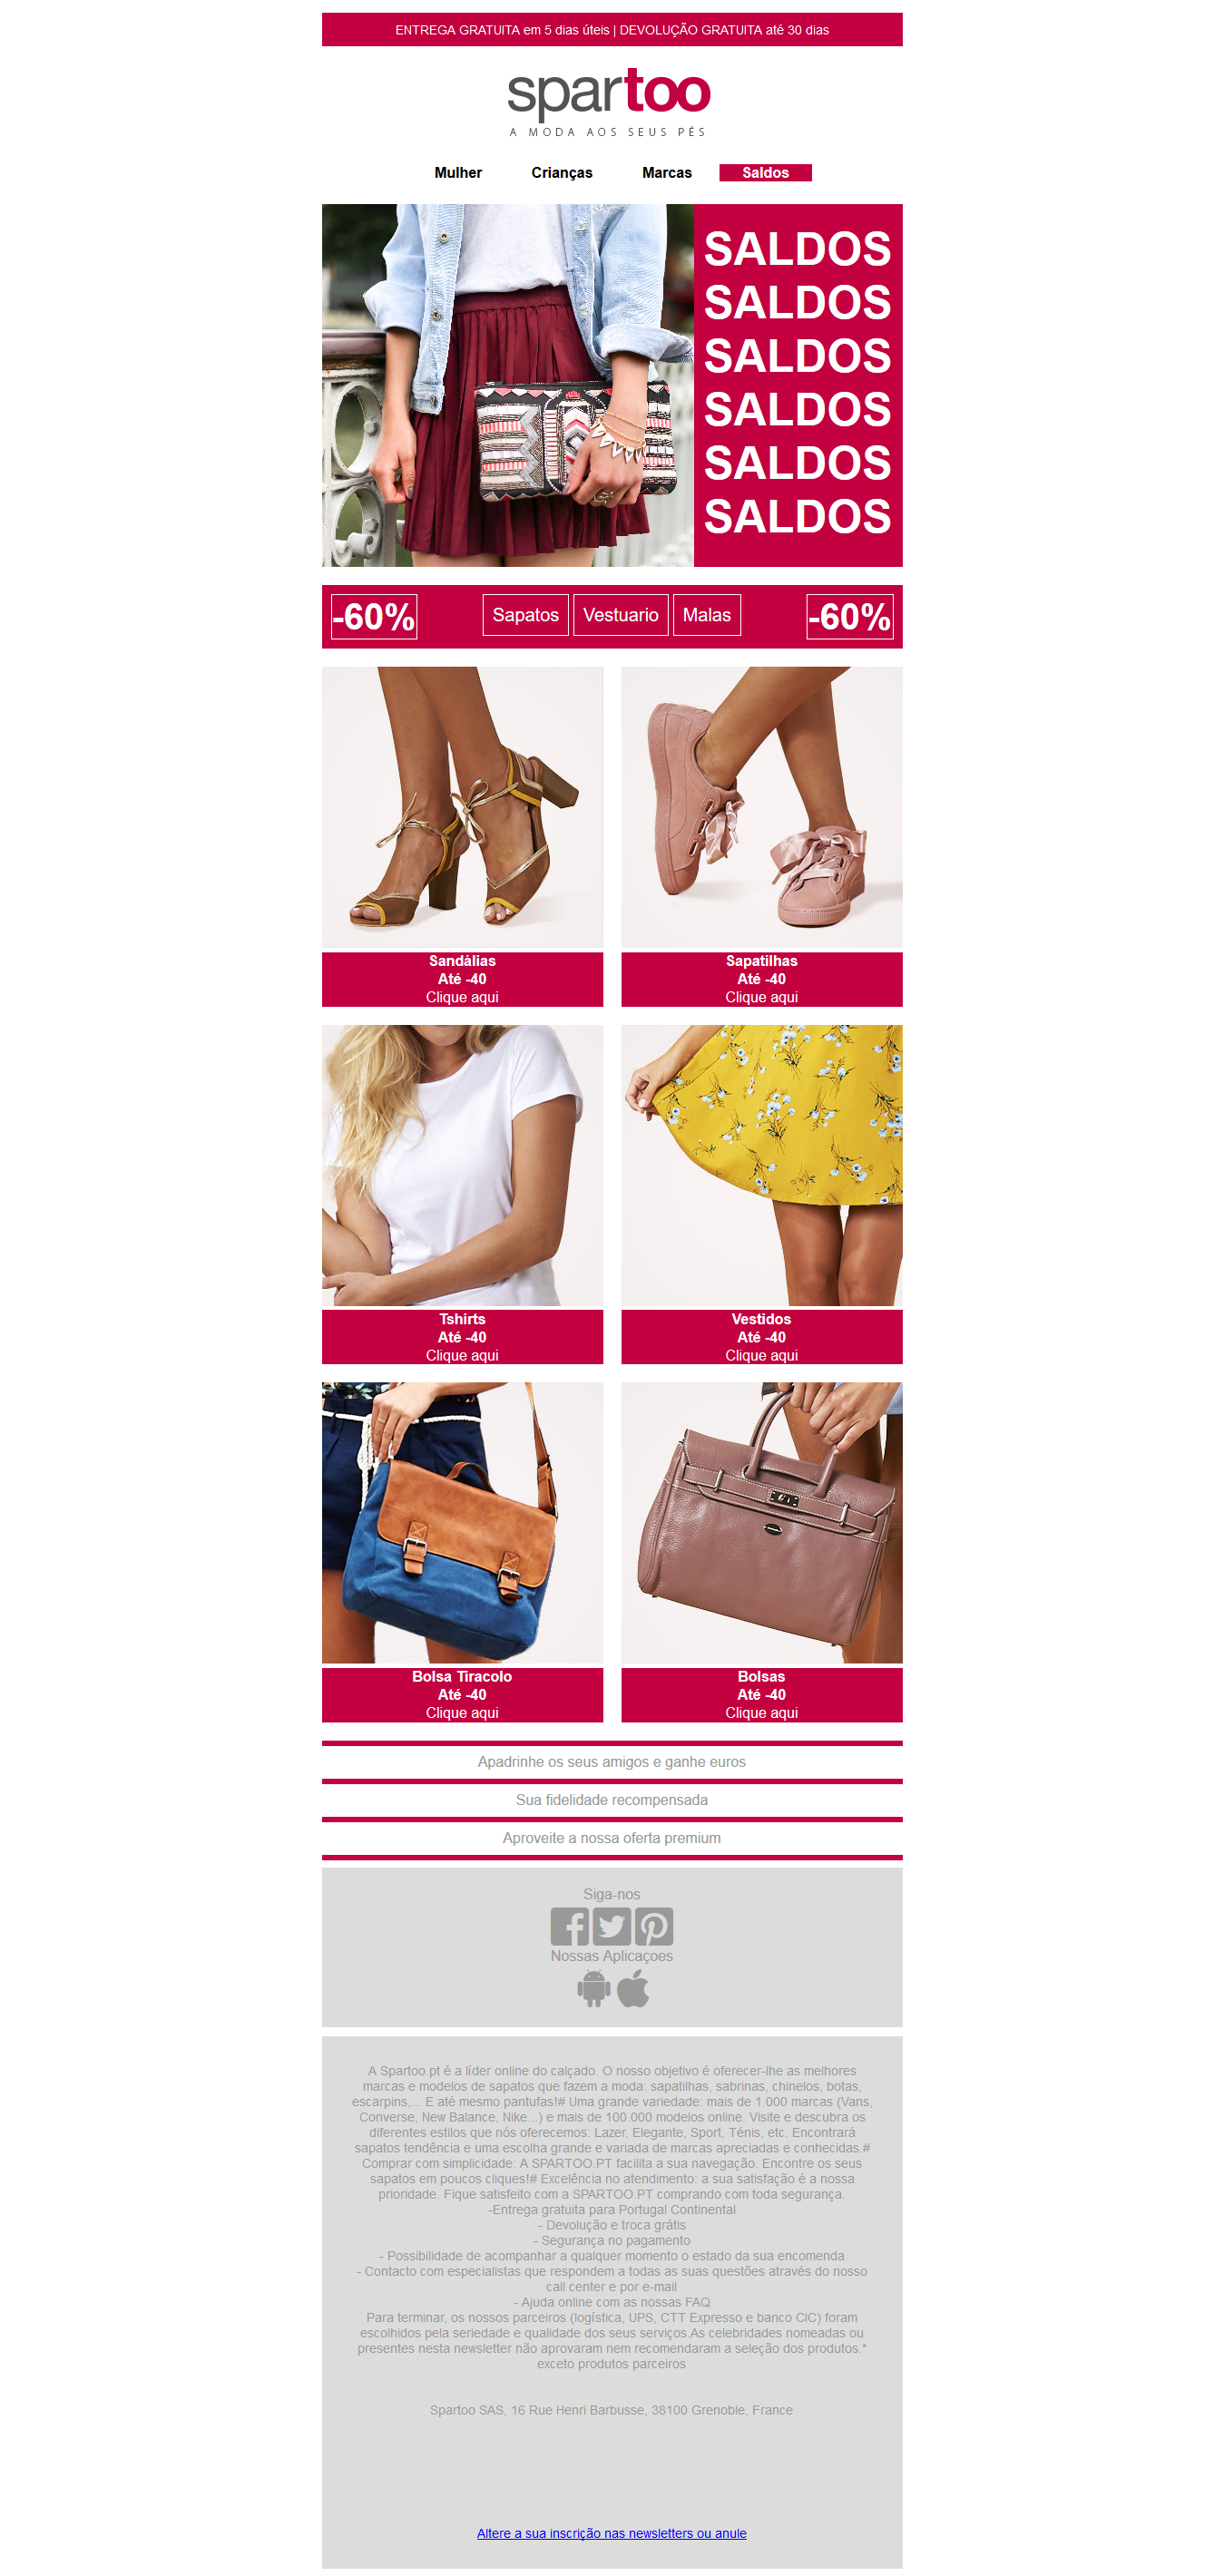 ENTREGA GRATUITA em 5 dias úteis | DEVOLUÇÃO GRATUITA até 30 dias
spartoo
A MODA AOS SEUS PÉS
Mulher Crianças Marcas Saldos
SALDOS
SALDOS
SALDOS
SALDOS
SALDOS
SALDOS
-60% Sapatos Vestuario Malas -60%
Sandálias
Até -40
Clique aqui
Sapatilhas
Até -40
Clique aqui
Tshirts
Até -40
Clique aqui
Vestidos
Até -40
Clique aqui
Bolsa Tiracolo
Até -40
Clique aqui
Bolsas
Até -40
Clique aqui
Apadrinhe os seus amigos e ganhe euros
Sua fidelidade recompensada
Aproveite a nossa oferta premium
Siga-nos
Nossas Aplicaçoes
A Spartoo.pt é a líder online do calçado. O nosso objetivo é oferecer-lhe as melhores
marcas e modelos de sapatos que fazem a moda: sapatilhas, sabrinas, chinelos, botas,
escarpins,... E até mesmo pantufas!# Uma grande variedade: mais de 1.000 marcas (Vans,
Converse, New Balance, Nike...) e mais de 100.000 modelos online. Visite e descubra os
diferentes estilos que nós oferecemos: Lazer, Elegante, Sport, Ténis, etc. Encontrará
sapatos tendência e uma escolha grande e variada de marcas apreciadas e conhecidas.#
Comprar com simplicidade: A SPARTOO.PT facilita a sua navegação. Encontre os seus
sapatos em poucos cliques!# Excelência no atendimento: a sua satisfação é a nossa
prioridade. Fique satisfeito com a SPARTOO.PT comprando com toda segurança.
-Entrega gratuita para Portugal Continental
- Devolução e troca grátis
- Segurança no pagamento
- Possibilidade de acompanhar a qualquer momento o estado da sua encomenda
- Contacto com especialistas que respondem a todas as suas questões através do nosso
call center e por e-mail
- Ajuda online com as nossas FAQ
Para terminar, os nossos parceiros (logística, UPS, CTT Expresso e banco CIC) foram
escolhidos pela seriedade e qualidade dos seus serviços.As celebridades nomeadas ou
presentes nesta newsletter não aprovaram nem recomendaram a seleção dos produtos.*
exceto produtos parceiros
Spartoo SAS, 16 Rue Henri Barbusse, 38100 Grenoble, France
Altere a sua inscrição nas newsletters ou anule